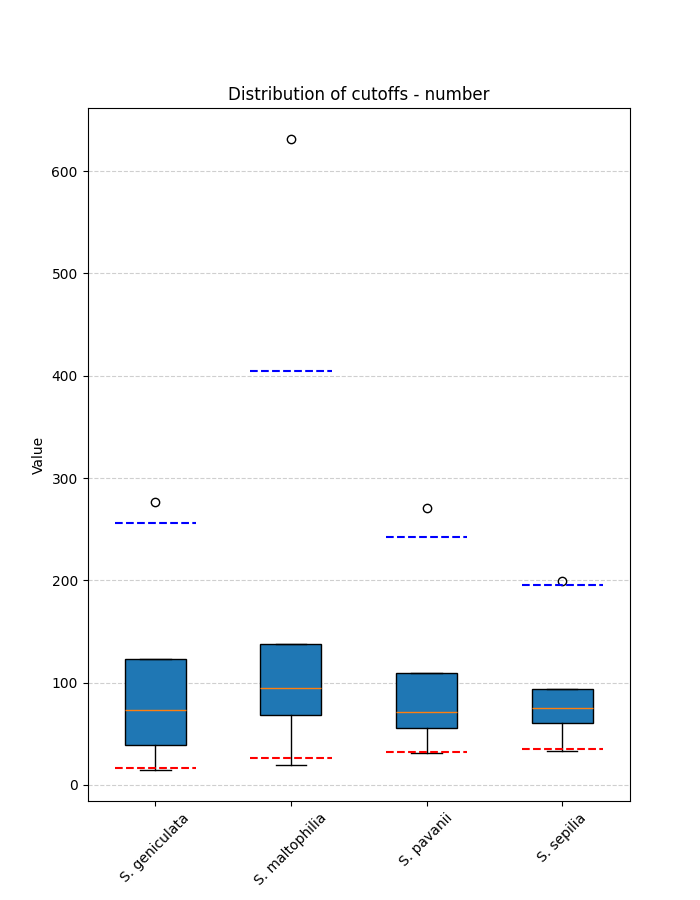 Distribution of cutoffs - number
600
500
400
300
200
100
0
Value
S. geniculata
S. maltophilia
S. pavanii
S. sepilia